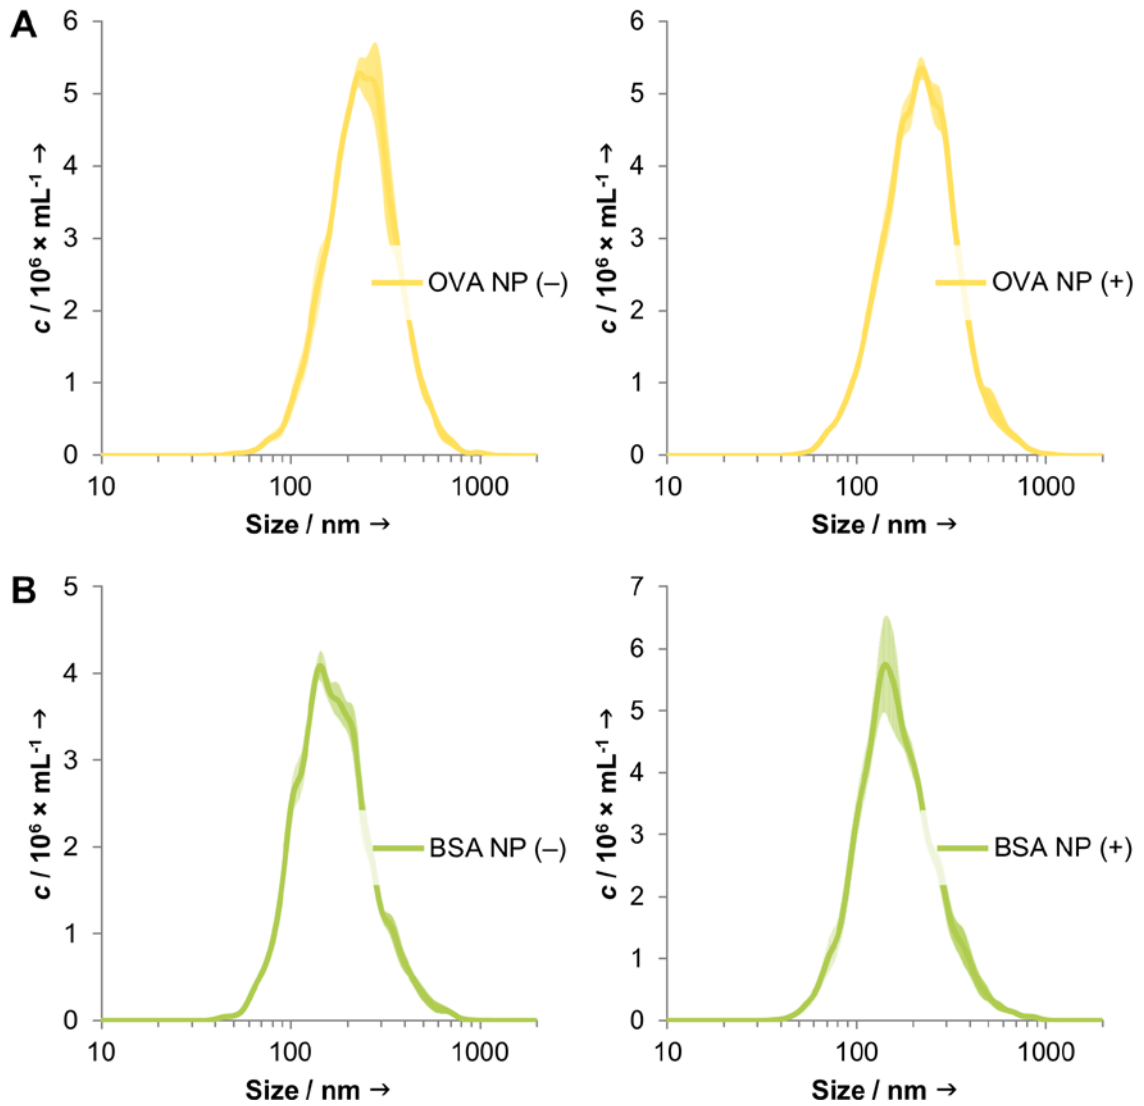 A
6
5
4
3
2
1
0
c / 10⁶ × mL⁻¹ →
10 100 1000
Size / nm →
OVA NP (–)
6
5
4
3
2
1
0
c / 10⁶ × mL⁻¹ →
10 100 1000
Size / nm →
OVA NP (+)
B
5
4
3
2
1
0
c / 10⁶ × mL⁻¹ →
10 100 1000
Size / nm →
BSA NP (–)
7
6
5
4
3
2
1
0
c / 10⁶ × mL⁻¹ →
10 100 1000
Size / nm →
BSA NP (+)